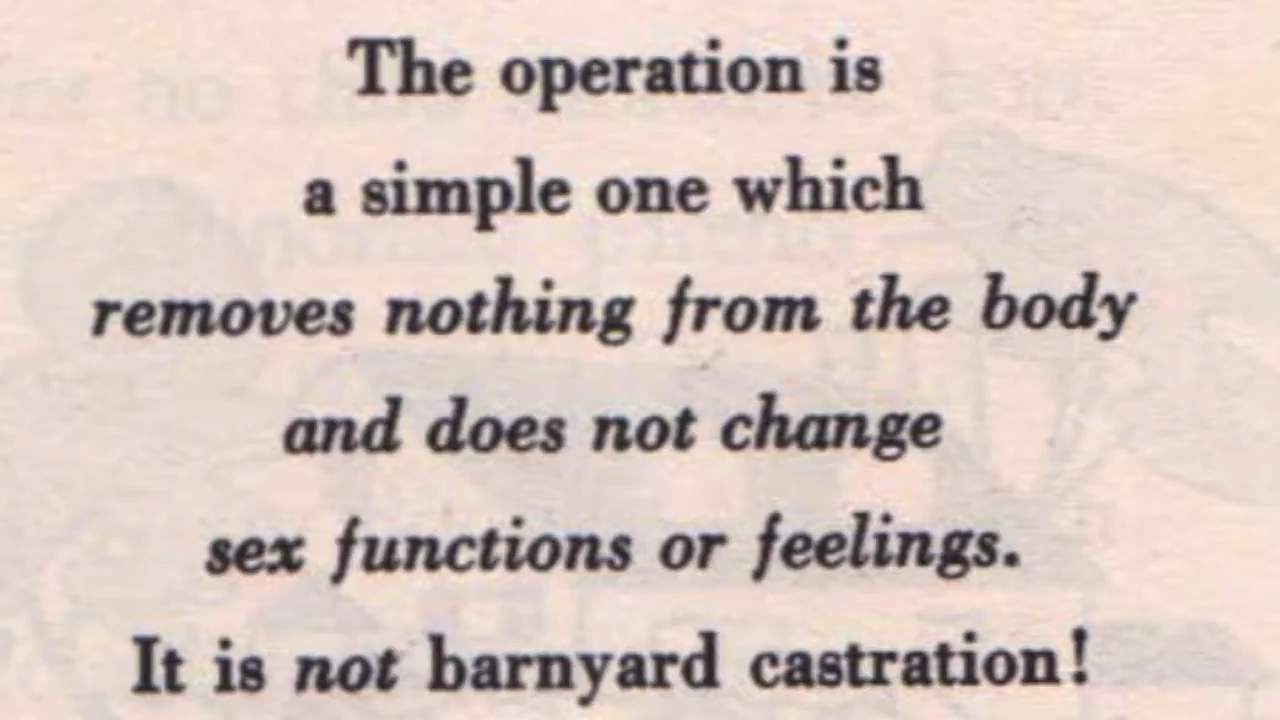 The operation is
a simple one which
removes nothing from the body
and does not change
sex functions or feelings.
It is not barnyard castration!